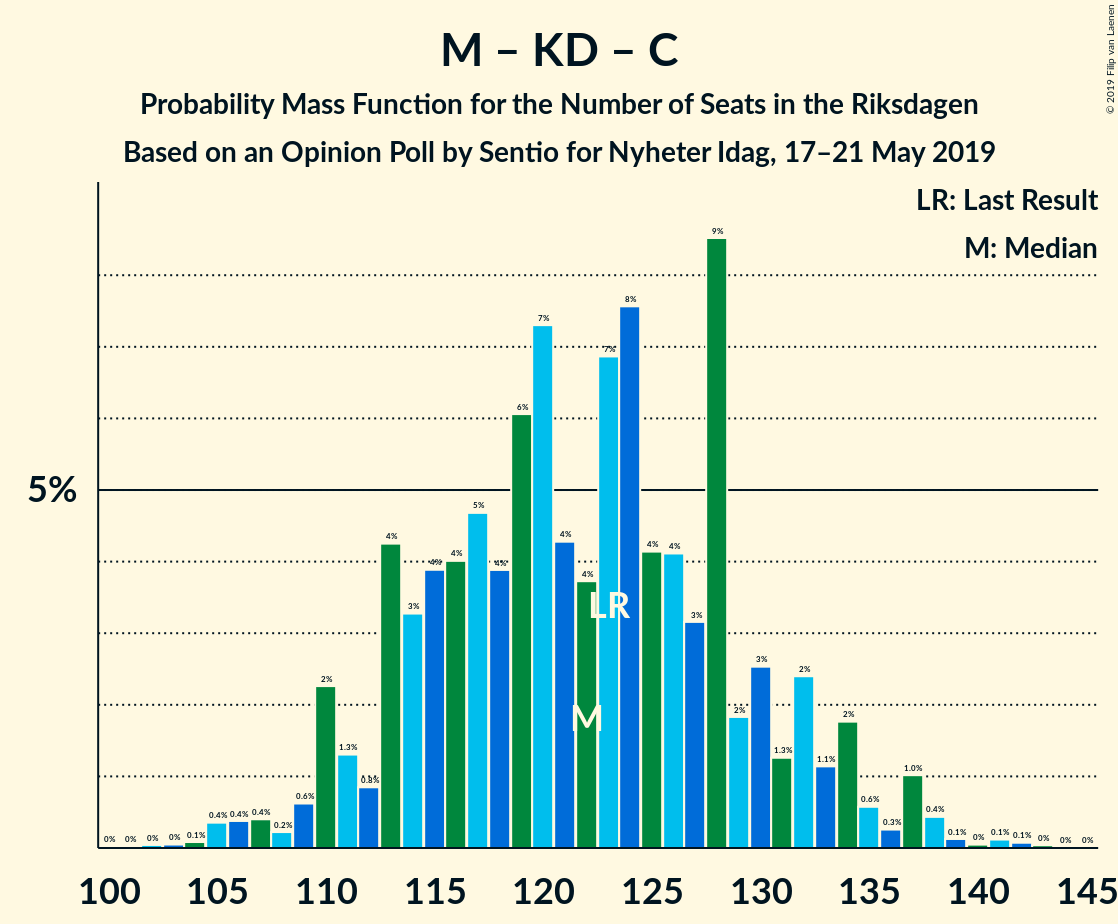 M – KD – C
Probability Mass Function for the Number of Seats in the Riksdagen
Based on an Opinion Poll by Sentio for Nyheter Idag, 17–21 May 2019
© 2019 Filip van Laenen
LR: Last Result
M: Median
5%
0% 0% 0% 0% 0.1% 0.4% 0.4% 0.4% 0.2% 0.6% 2% 1.3% 0.8% 4% 3% 4% 4% 5% 4% 6% 7% 4% 4% 7% 8% 4% 4% 3% 9% 2% 3% 1.3% 2% 1.1% 2% 0.6% 0.3% 1.0% 0.4% 0.1% 0% 0.1% 0.1% 0% 0% 0%
LR
M
100 105 110 115 120 125 130 135 140 145